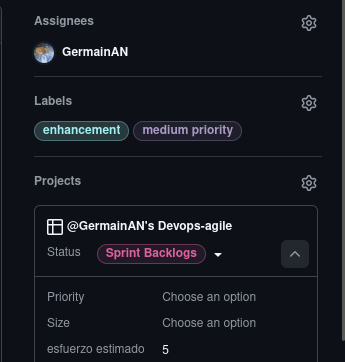 Assignees
GermainAN
Labels
enhancement medium priority
Projects
@GermainAN's Devops-agile
Status Sprint Backlogs
Priority Choose an option
Size Choose an option
esfuerzo estimado 5